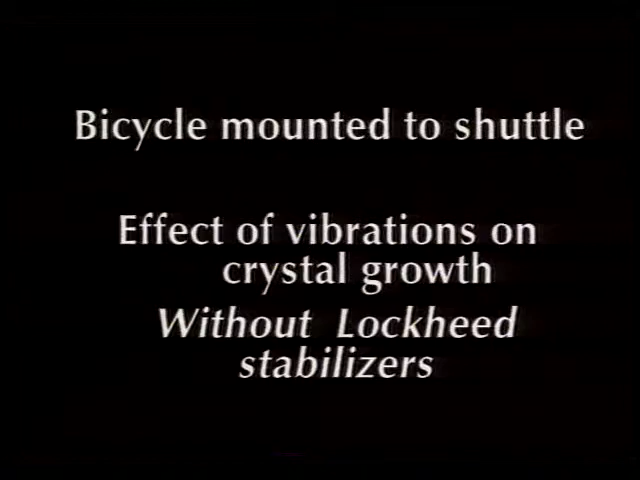 Bicycle mounted to shuttle
Effect of vibrations on
crystal growth
Without Lockheed
stabilizers